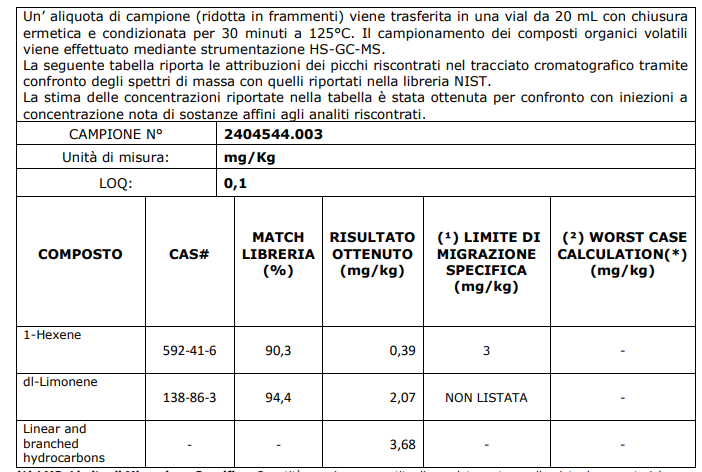 Un’ aliquota di campione (ridotta in frammenti) viene trasferita in una vial da 20 mL con chiusura
ermetica e condizionata per 30 minuti a 125°C. Il campionamento dei composti organici volatili
viene effettuato mediante strumentazione HS-GC-MS.
La seguente tabella riporta le attribuzioni dei picchi riscontrati nel tracciato cromatografico tramite
confronto degli spettri di massa con quelli riportati nella libreria NIST.
La stima delle concentrazioni riportate nella tabella è stata ottenuta per confronto con iniezioni a
concentrazione nota di sostanze affini agli analiti riscontrati.
CAMPIONE N° 2404544.003
Unità di misura: mg/Kg
LOQ: 0,1
COMPOSTO CAS# MATCH LIBRERIA (%) RISULTATO OTTENUTO (mg/kg) (¹) LIMITE DI MIGRAZIONE SPECIFICA (mg/kg) (²) WORST CASE CALCULATION(*) (mg/kg)
1-Hexene 592-41-6 90,3 0,39 3 -
dl-Limonene 138-86-3 94,4 2,07 NON LISTATA -
Linear and branched hydrocarbons - - 3,68 - -